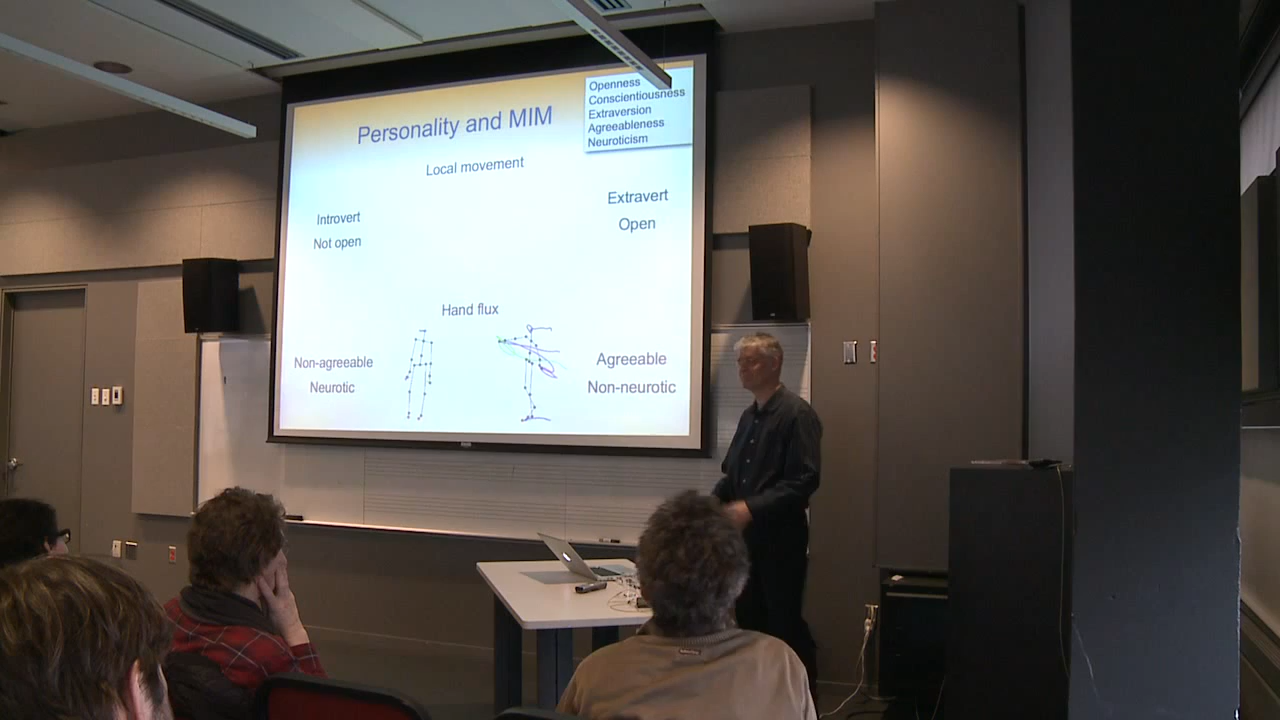 Personality and MIM
Openness
Conscientiousness
Extraversion
Agreeableness
Neuroticism
Local movement
Introvert
Not open
Extravert
Open
Hand flux
Non-agreeable
Neurotic
Agreeable
Non-neurotic